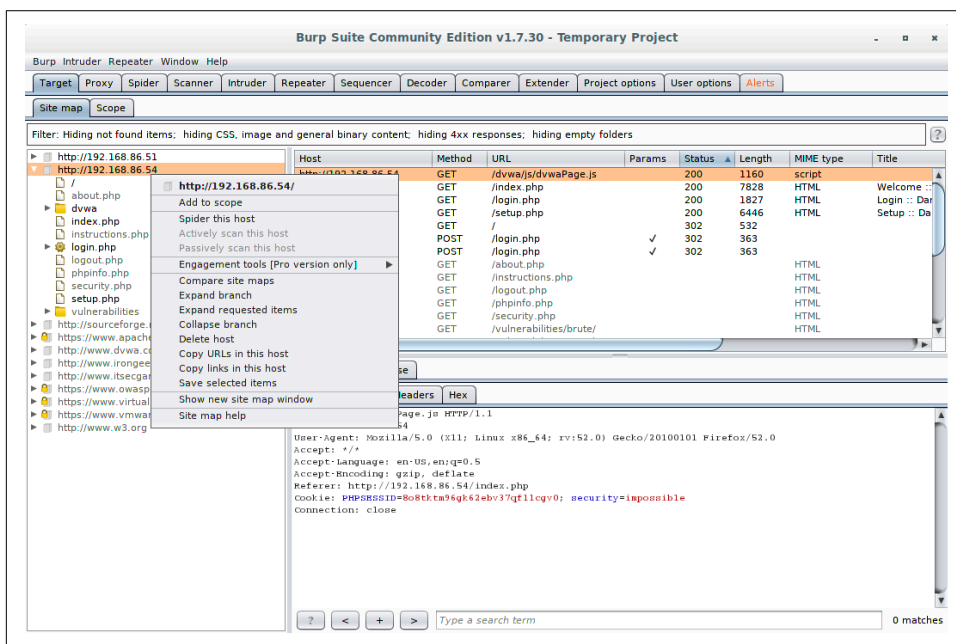 Burp Suite Community Edition v1.7.30 - Temporary Project
Burp Intruder Repeater Window Help
Target Proxy Spider Scanner Intruder Repeater Sequencer Decoder Comparer Extender Project options User options Alerts
Site map Scope
Filter: Hiding not found items; hiding CSS, image and general binary content; hiding 4xx responses; hiding empty folders ?
http://192.168.86.51
http://192.168.86.54
/
about.php
dvwa
index.php
instructions.php
login.php
logout.php
phpinfo.php
security.php
setup.php
vulnerabilities
http://sourceforge.
https://www.apache
http://www.dvwa.co
http://www.irongee
http://www.itsecgar
https://www.owasp
https://www.virtual
https://www.vmwar
http://www.w3.org
http://192.168.86.54/
Add to scope
Spider this host
Actively scan this host
Passively scan this host
Engagement tools [Pro version only]
Compare site maps
Expand branch
Expand requested items
Collapse branch
Delete host
Copy URLs in this host
Copy links in this host
Save selected items
Show new site map window
Site map help
Host Method URL Params Status Length MIME type Title
http://192.168.86.54 GET /dvwa/js/dvwaPage.js 200 1160 script
GET /index.php 200 7828 HTML Welcome ::
GET /login.php 200 1827 HTML Login :: Dar
GET /setup.php 200 6446 HTML Setup :: Da
GET / 302 532
POST /login.php ✓ 302 363
POST /login.php ✓ 302 363
GET /about.php HTML
GET /instructions.php HTML
GET /logout.php HTML
GET /phpinfo.php HTML
GET /security.php HTML
GET /vulnerabilities/brute/ HTML
se
eaders Hex
Page.js HTTP/1.1
54
User-Agent: Mozilla/5.0 (X11; Linux x86_64; rv:52.0) Gecko/20100101 Firefox/52.0
Accept: */*
Accept-Language: en-US,en;q=0.5
Accept-Encoding: gzip, deflate
Referer: http://192.168.86.54/index.php
Cookie: PHPSESSID=8o8tktm96gk62ebv37qfl1cgv0; security=impossible
Connection: close
? < + > Type a search term 0 matches